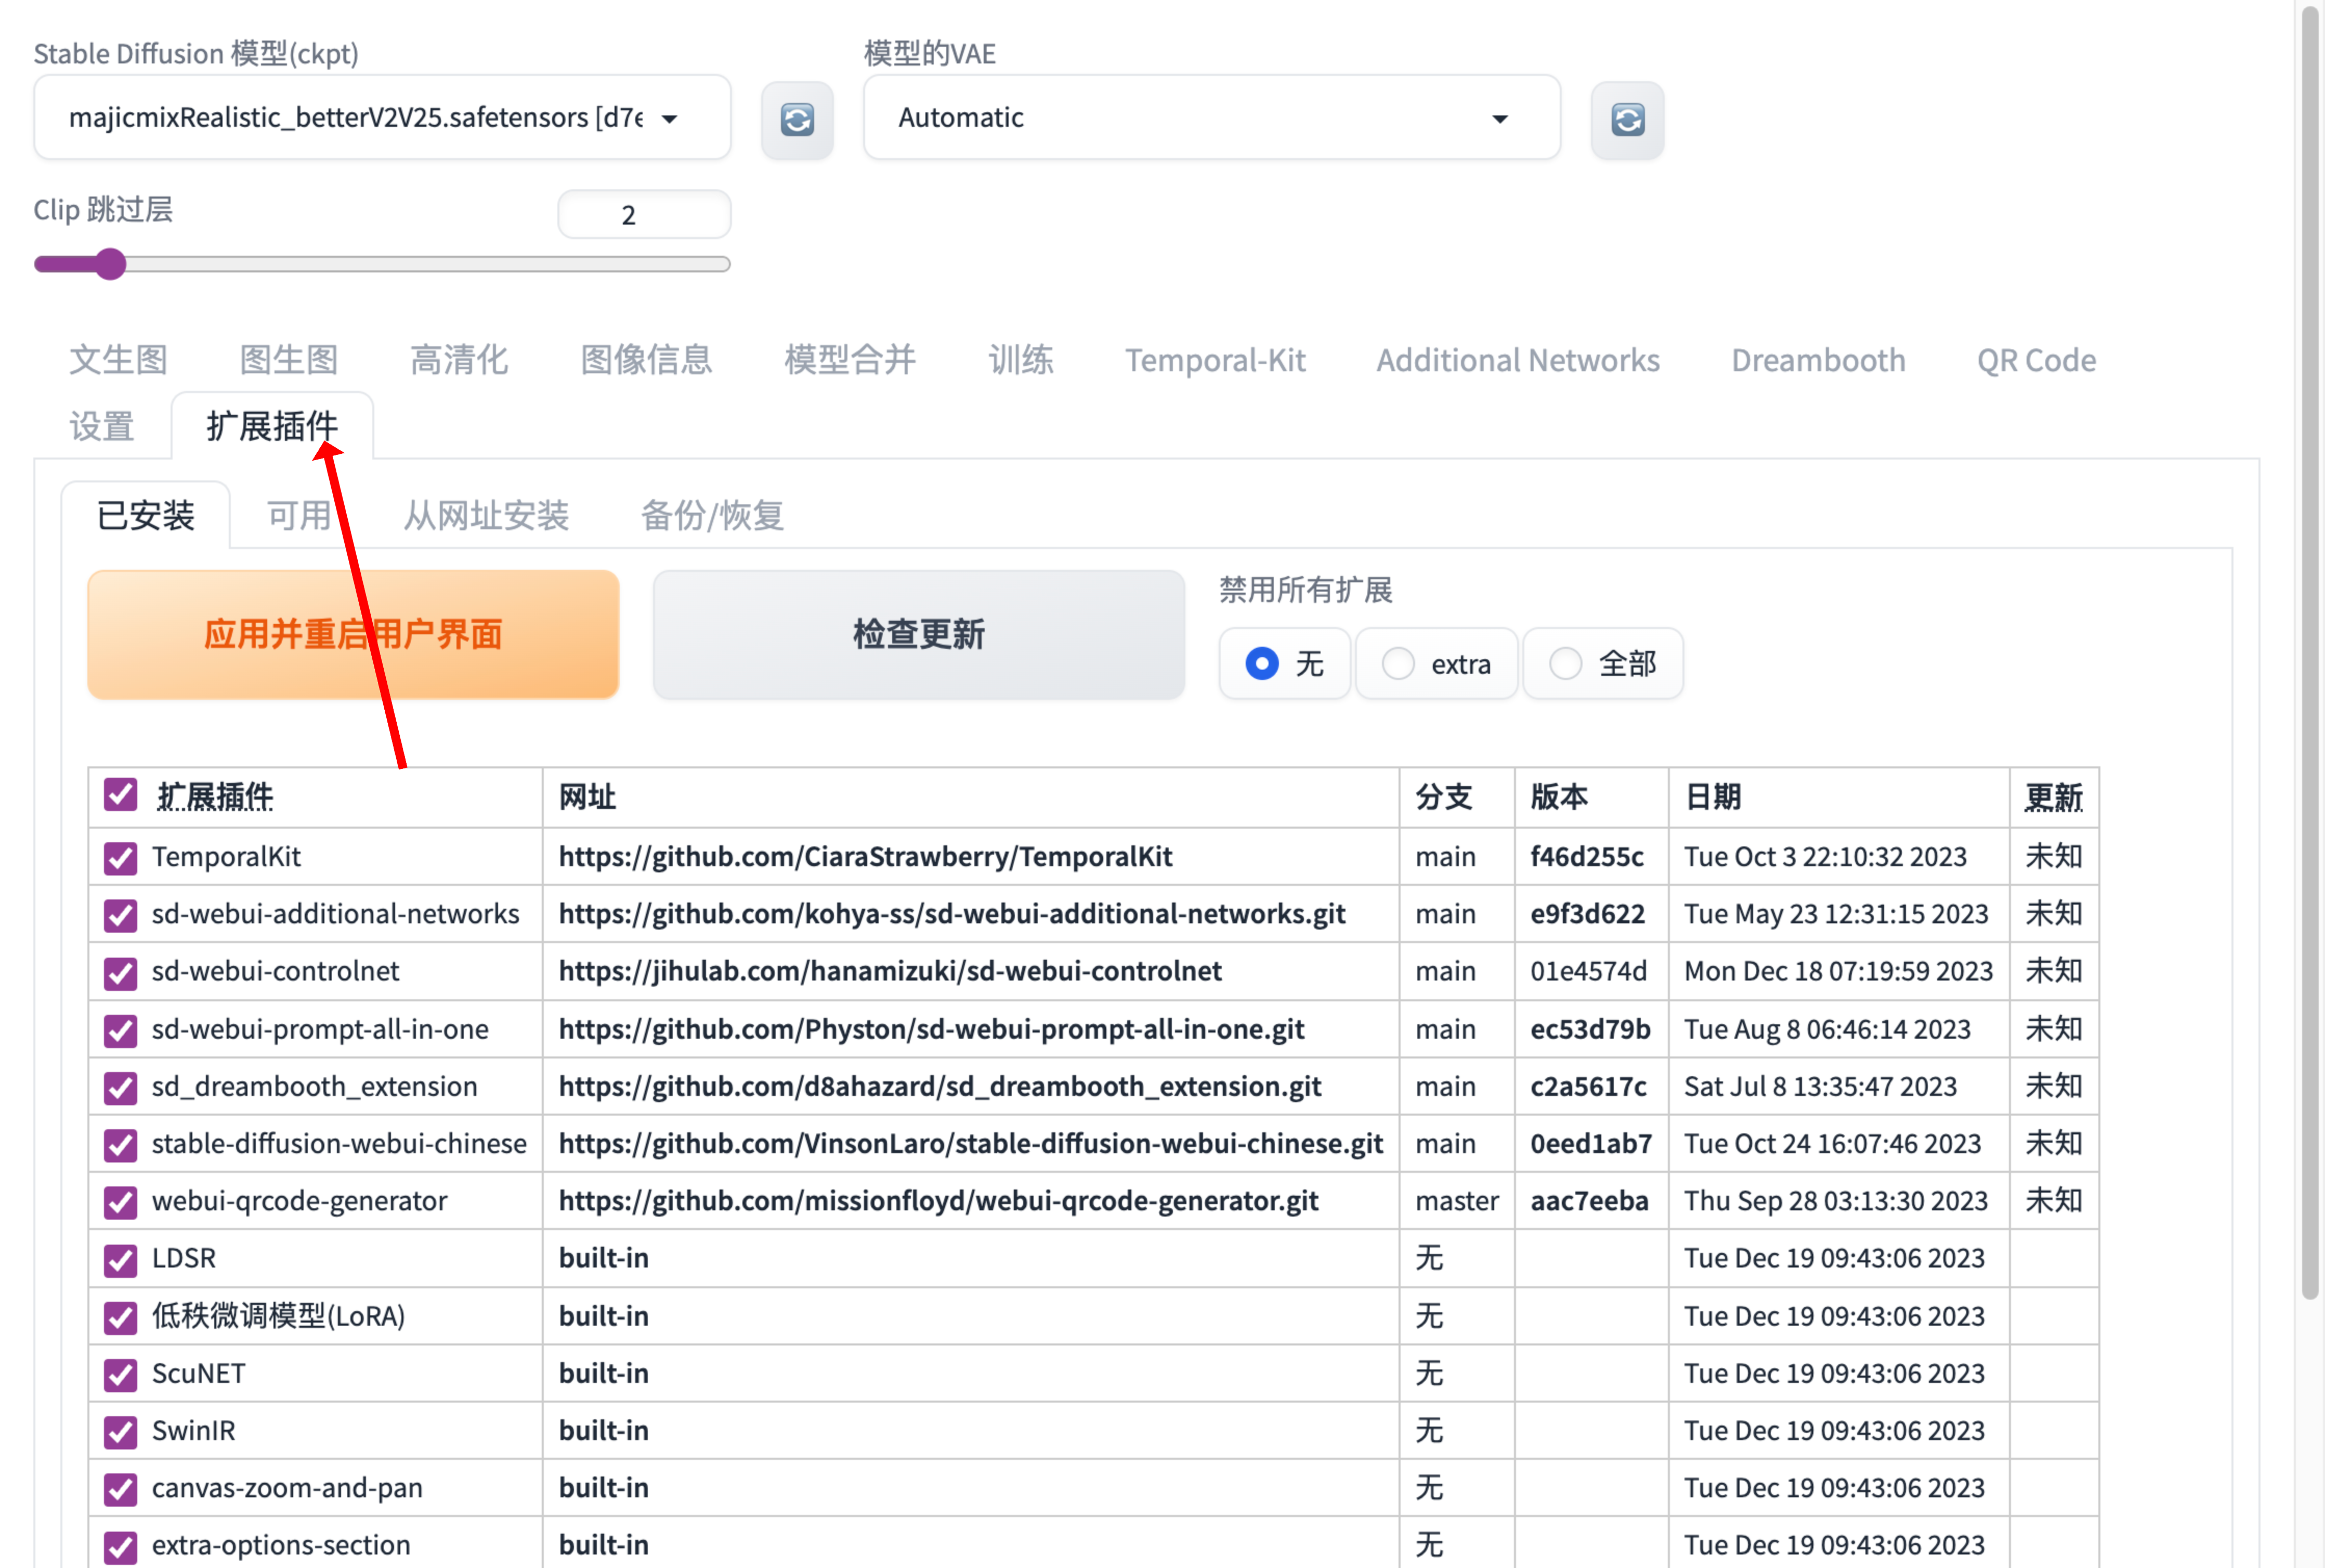 Stable Diffusion 模型(ckpt)
模型的VAE
majicmixRealistic_betterV2V25.safetensors [d7e
Automatic
Clip 跳过层
2
文生图 图生图 高清化 图像信息 模型合并 训练 Temporal-Kit Additional Networks Dreambooth QR Code
设置 扩展插件
已安装 可用 从网址安装 备份/恢复
应用并重启用户界面
检查更新
禁用所有扩展
无 extra 全部
扩展插件 网址 分支 版本 日期 更新
TemporalKit https://github.com/CiaraStrawberry/TemporalKit main f46d255c Tue Oct 3 22:10:32 2023 未知
sd-webui-additional-networks https://github.com/kohya-ss/sd-webui-additional-networks.git main e9f3d622 Tue May 23 12:31:15 2023 未知
sd-webui-controlnet https://jihulab.com/hanamizuki/sd-webui-controlnet main 01e4574d Mon Dec 18 07:19:59 2023 未知
sd-webui-prompt-all-in-one https://github.com/Physton/sd-webui-prompt-all-in-one.git main ec53d79b Tue Aug 8 06:46:14 2023 未知
sd_dreambooth_extension https://github.com/d8ahazard/sd_dreambooth_extension.git main c2a5617c Sat Jul 8 13:35:47 2023 未知
stable-diffusion-webui-chinese https://github.com/VinsonLaro/stable-diffusion-webui-chinese.git main 0eed1ab7 Tue Oct 24 16:07:46 2023 未知
webui-qrcode-generator https://github.com/missionfloyd/webui-qrcode-generator.git master aac7eeba Thu Sep 28 03:13:30 2023 未知
LDSR built-in 无 Tue Dec 19 09:43:06 2023
低秩微调模型(LoRA) built-in 无 Tue Dec 19 09:43:06 2023
ScuNET built-in 无 Tue Dec 19 09:43:06 2023
SwinIR built-in 无 Tue Dec 19 09:43:06 2023
canvas-zoom-and-pan built-in 无 Tue Dec 19 09:43:06 2023
extra-options-section built-in 无 Tue Dec 19 09:43:06 2023